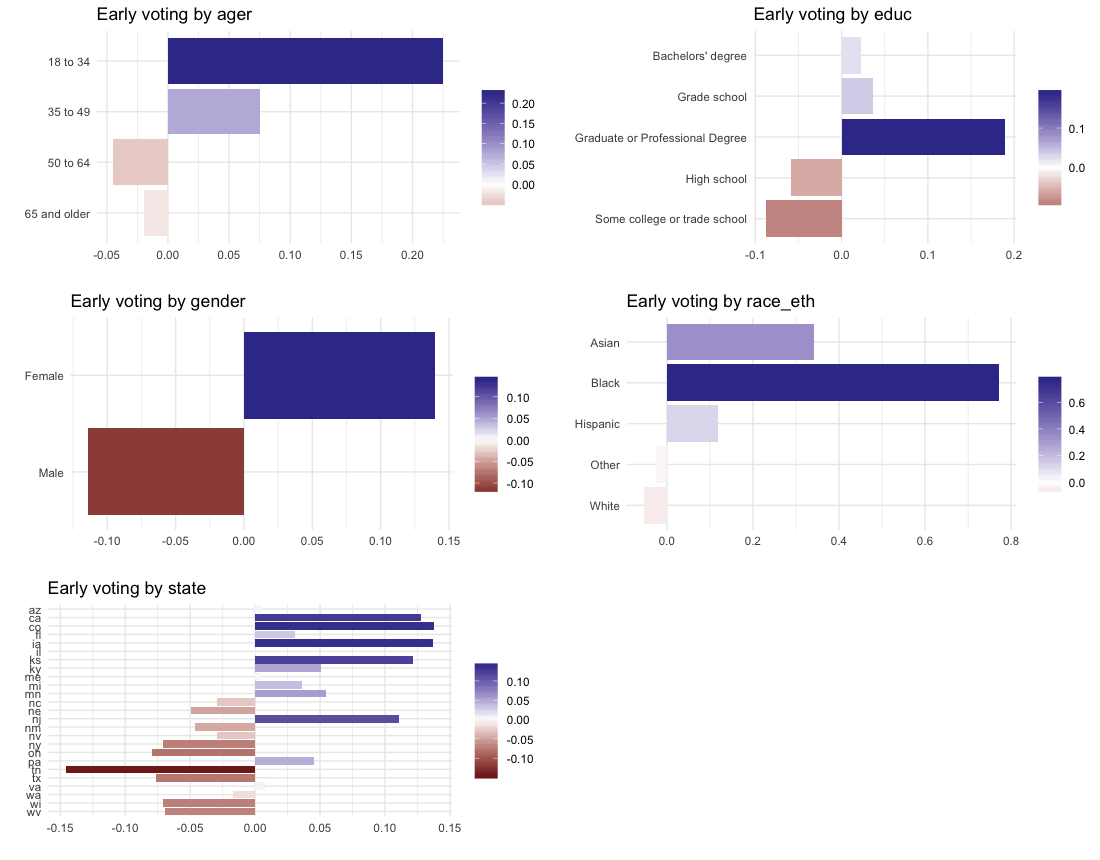 Early voting by ager
18 to 34
35 to 49
50 to 64
65 and older
-0.05 0.00 0.05 0.10 0.15 0.20
0.20
0.15
0.10
0.05
0.00
Early voting by educ
Bachelors' degree
Grade school
Graduate or Professional Degree
High school
Some college or trade school
-0.1 0.0 0.1 0.2
0.1
0.0
Early voting by gender
Female
Male
-0.10 -0.05 0.00 0.05 0.10 0.15
0.10
0.05
0.00
-0.05
-0.10
Early voting by race_eth
Asian
Black
Hispanic
Other
White
0.0 0.2 0.4 0.6 0.8
0.6
0.4
0.2
0.0
Early voting by state
az
ca
co
fl
ia
il
ks
ky
me
mi
mn
nc
ne
nj
nm
nv
ny
oh
pa
tn
tx
va
wa
wi
wv
-0.15 -0.10 -0.05 0.00 0.05 0.10 0.15
0.10
0.05
0.00
-0.05
-0.10